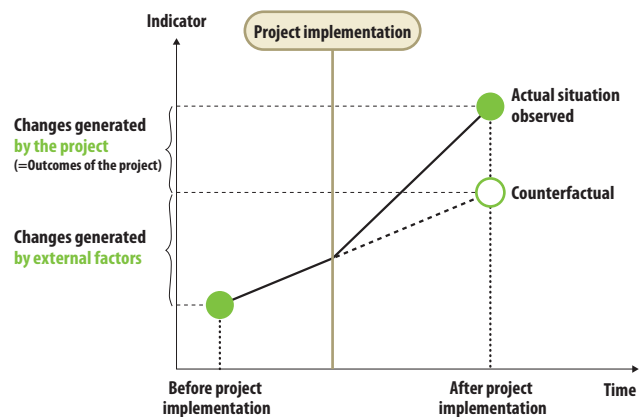 Indicator
Project implementation
Actual situation
observed
Changes generated
by the project
(=Outcomes of the project)
Counterfactual
Changes generated
by external factors
Before project
implementation
After project
implementation
Time